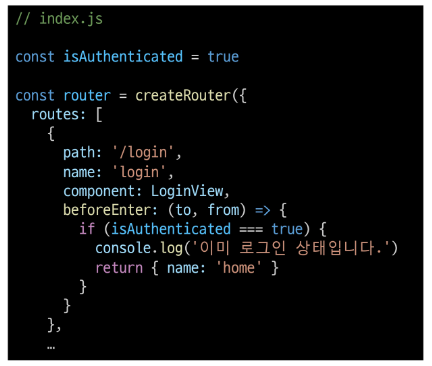 // index.js
const isAuthenticated = true
const router = createRouter({
  routes: [
    {
      path: '/login',
      name: 'login',
      component: LoginView,
      beforeEnter: (to, from) => {
        if (isAuthenticated === true) {
          console.log('이미 로그인 상태입니다.')
          return { name: 'home' }
        }
      }
    },
    …